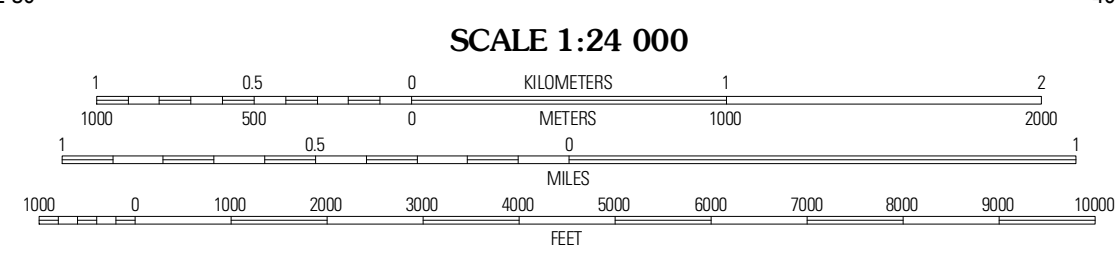 SCALE 1:24 000
1 0.5 0 KILOMETERS 1 2
1000 500 0 METERS 1000 2000
1 0.5 0 1
MILES
1000 0 1000 2000 3000 4000 5000 6000 7000 8000 9000 10000
FEET